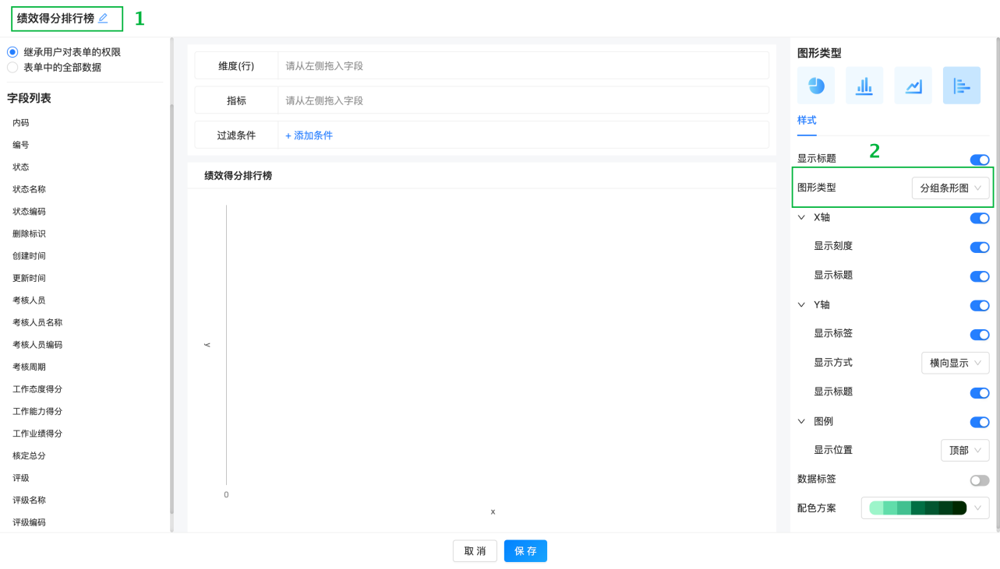 绩效得分排行榜 1
继承用户对表单的权限
表单中的全部数据
字段列表
内码
编号
状态
状态名称
状态编码
删除标识
创建时间
更新时间
考核人员
考核人员名称
考核人员编码
考核周期
工作态度得分
工作能力得分
工作业绩得分
核定总分
评级
评级名称
评级编码
维度(行) 请从左侧拖入字段
指标 请从左侧拖入字段
过滤条件 + 添加条件
绩效得分排行榜
y
0
x
图形类型
样式
2
显示标题
图形类型 分组条形图
X轴
显示刻度
显示标题
Y轴
显示标签
显示方式 横向显示
显示标题
图例
显示位置 顶部
数据标签
配色方案
取 消 保 存